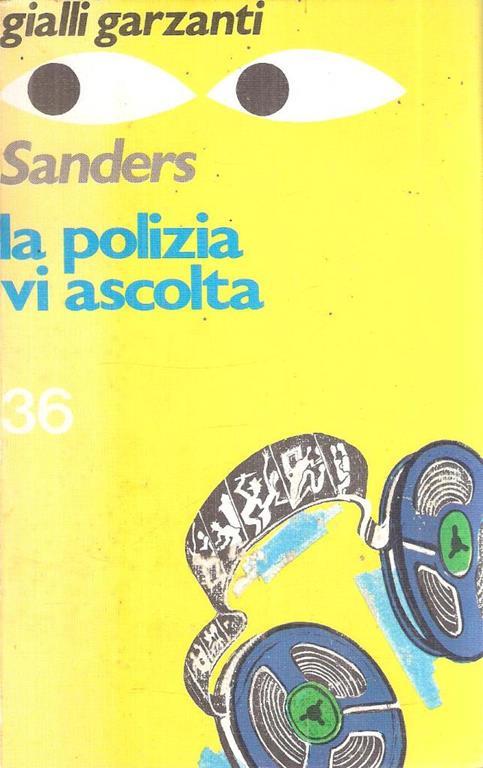 gialli garzanti
Sanders
la polizia
vi ascolta
36